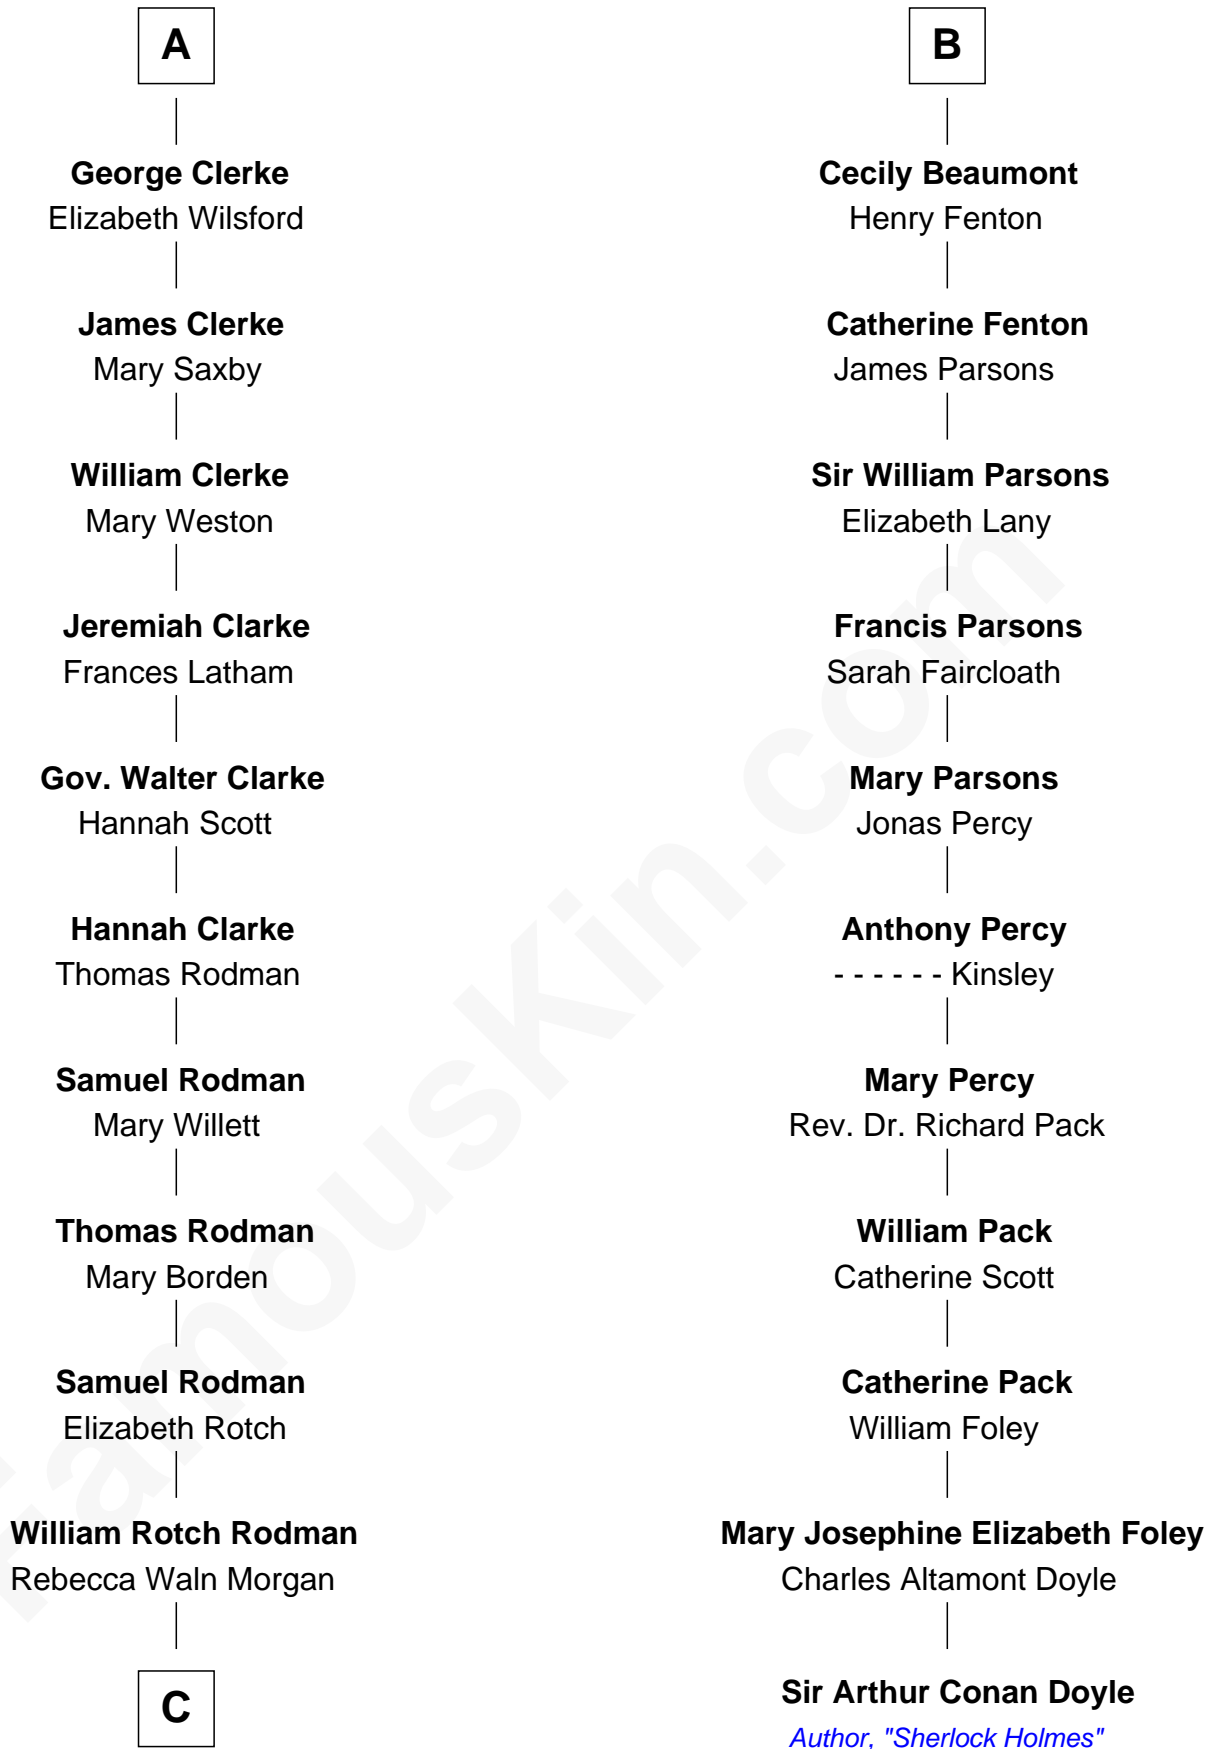 A
George Clerke
Elizabeth Wilsford
James Clerke
Mary Saxby
William Clerke
Mary Weston
Jeremiah Clarke
Frances Latham
Gov. Walter Clarke
Hannah Scott
Hannah Clarke
Thomas Rodman
Samuel Rodman
Mary Willett
Thomas Rodman
Mary Borden
Samuel Rodman
Elizabeth Rotch
William Rotch Rodman
Rebecca Waln Morgan
C
B
Cecily Beaumont
Henry Fenton
Catherine Fenton
James Parsons
Sir William Parsons
Elizabeth Lany
Francis Parsons
Sarah Faircloath
Mary Parsons
Jonas Percy
Anthony Percy
- - - - - - Kinsley
Mary Percy
Rev. Dr. Richard Pack
William Pack
Catherine Scott
Catherine Pack
William Foley
Mary Josephine Elizabeth Foley
Charles Altamont Doyle
Sir Arthur Conan Doyle
Author, "Sherlock Holmes"
FamousKin.com